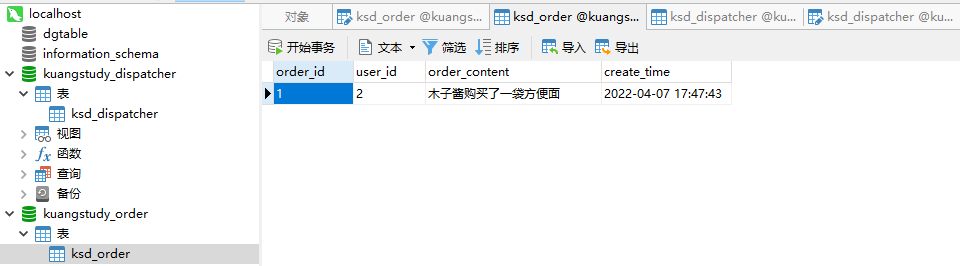 localhost
dgtable
information_schema
kuangstudy_dispatcher
表
ksd_dispatcher
视图
fx 函数
查询
备份
kuangstudy_order
表
ksd_order
对象 ksd_order @kuangs... ksd_order @kuangs... ksd_dispatcher @ku... ksd_dispatcher @ku...
开始事务 文本 筛选 排序 导入 导出
order_id user_id order_content create_time
1 2 木子酱购买了一袋方便面 2022-04-07 17:47:43